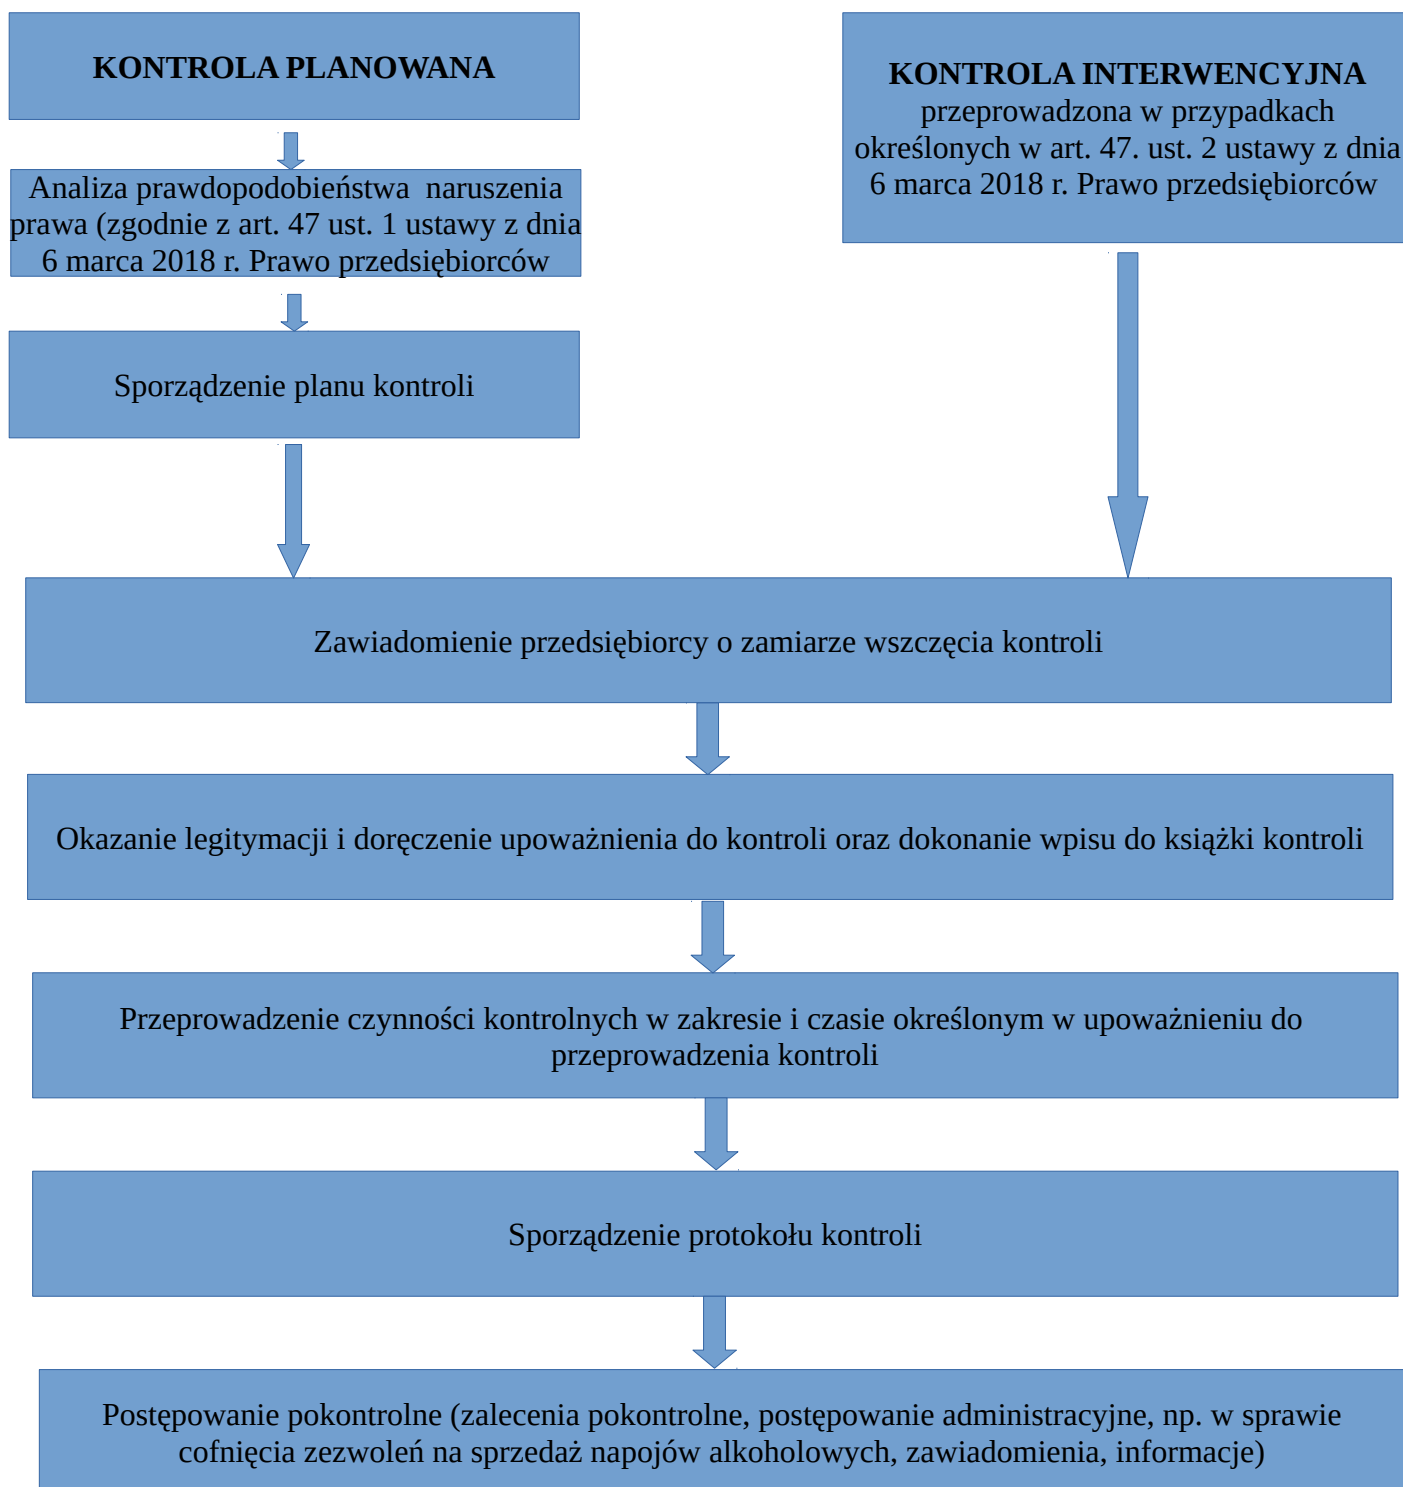 KONTROLA PLANOWANA
Analiza prawdopodobieństwa  naruszenia
prawa (zgodnie z art. 47 ust. 1 ustawy z dnia
6 marca 2018 r. Prawo przedsiębiorców
Sporządzenie planu kontroli
KONTROLA INTERWENCYJNA
przeprowadzona w przypadkach
określonych w art. 47. ust. 2 ustawy z dnia
6 marca 2018 r. Prawo przedsiębiorców
Zawiadomienie przedsiębiorcy o zamiarze wszczęcia kontroli
Okazanie legitymacji i doręczenie upoważnienia do kontroli oraz dokonanie wpisu do książki kontroli
Przeprowadzenie czynności kontrolnych w zakresie i czasie określonym w upoważnieniu do
przeprowadzenia kontroli
Sporządzenie protokołu kontroli
Postępowanie pokontrolne (zalecenia pokontrolne, postępowanie administracyjne, np. w sprawie
cofnięcia zezwoleń na sprzedaż napojów alkoholowych, zawiadomienia, informacje)